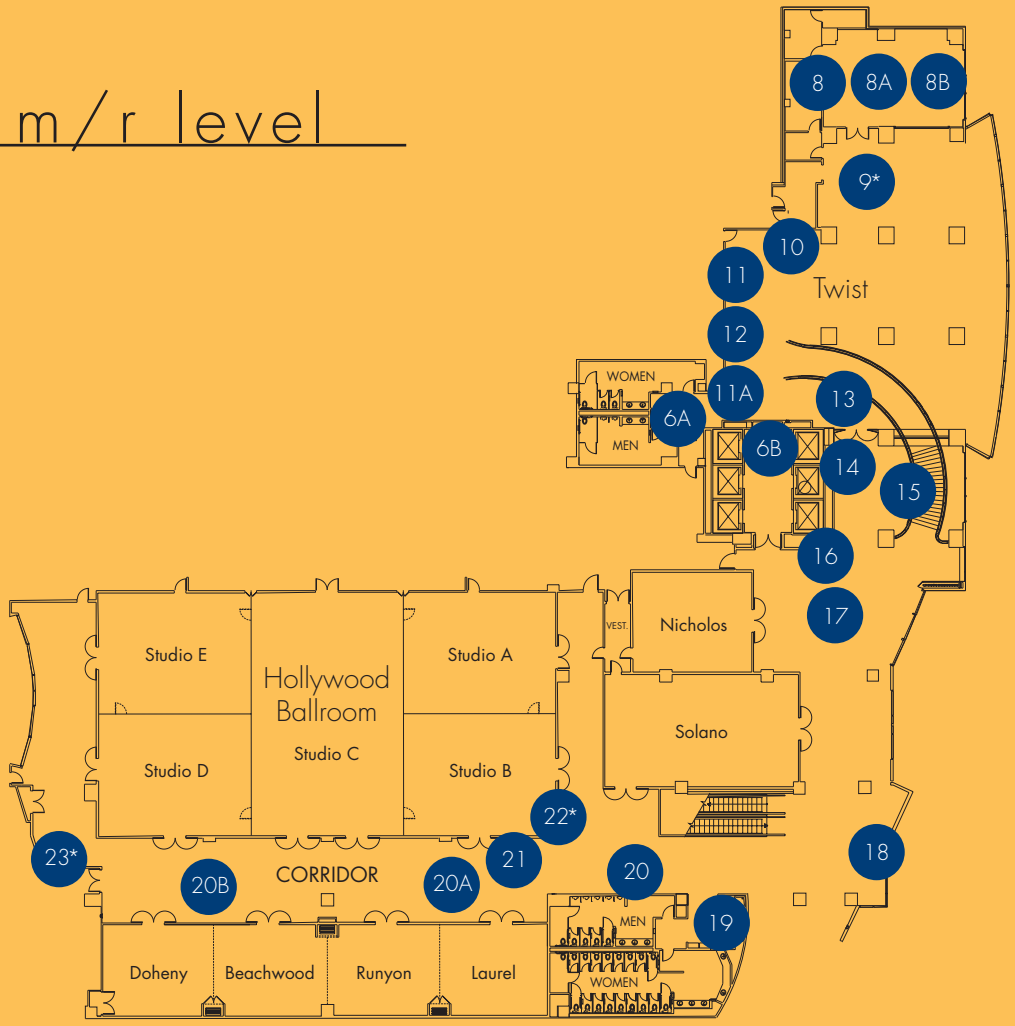 m/r level
8
8A
8B
9*
10
11
Twist
12
WOMEN
11A
13
6A
MEN
6B
14
15
16
17
VEST.
Nicholos
Studio E
Studio A
Hollywood
Ballroom
Solano
Studio C
Studio D
Studio B
22*
23*
21
18
CORRIDOR
20B
20A
20
MEN
19
Doheny
Beachwood
Runyon
Laurel
WOMEN